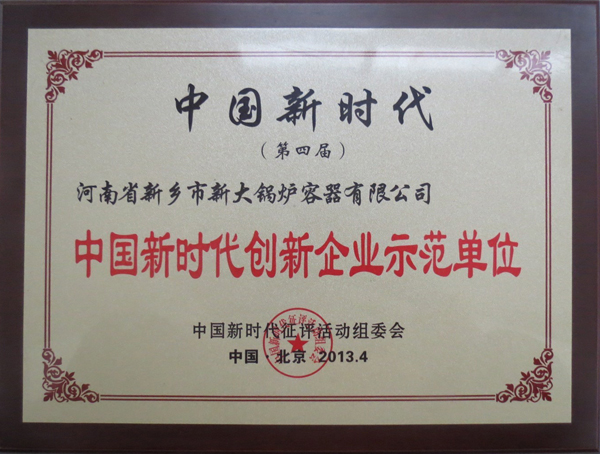 中国新时代
（第四届）
河南省新乡市新大锅炉容器有限公司
中国新时代创新企业示范单位
中国新时代征评活动组委会
中国·北京 2013.4